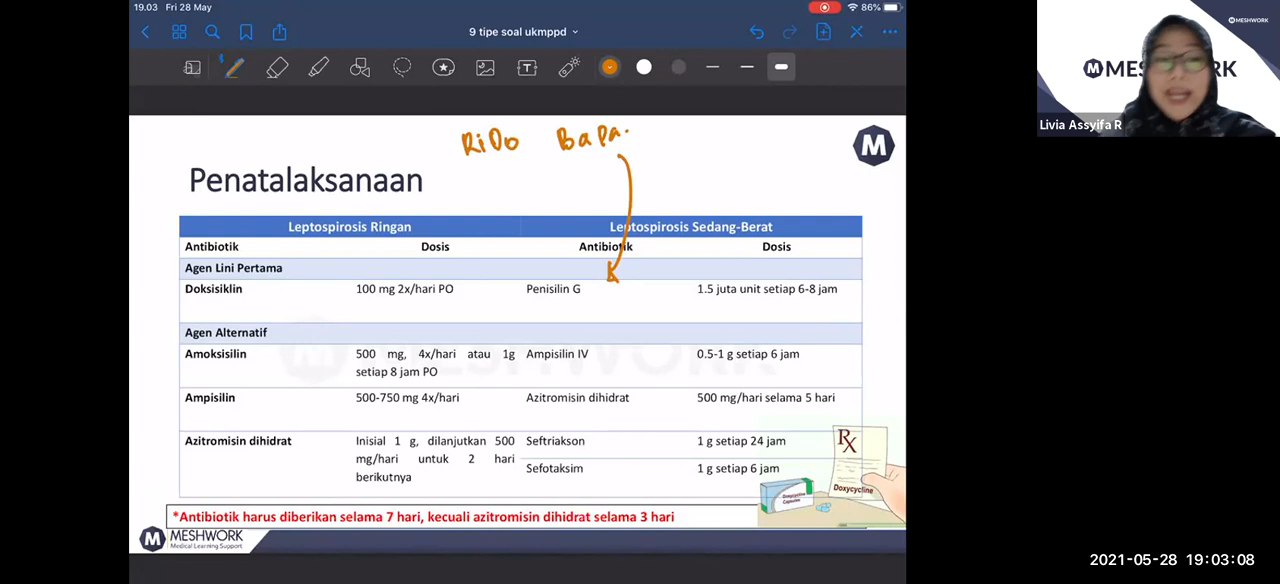 19.03 Fri 28 May
86%
9 tipe soal ukmppd
MESHWORK
MESHWORK
Livia Assyifa R
RiDo BaPa.
M
Penatalaksanaan
Leptospirosis Ringan Leptospirosis Sedang-Berat
Antibiotik Dosis Antibiotik Dosis
Agen Lini Pertama
Doksisiklin 100 mg 2x/hari PO Penisilin G 1.5 juta unit setiap 6-8 jam
Agen Alternatif
Amoksisilin 500 mg, 4x/hari atau 1g Ampisilin IV 0.5-1 g setiap 6 jam
setiap 8 jam PO
Ampisilin 500-750 mg 4x/hari Azitromisin dihidrat 500 mg/hari selama 5 hari
Azitromisin dihidrat Inisial 1 g, dilanjutkan 500 Seftriakson 1 g setiap 24 jam
mg/hari untuk 2 hari Sefotaksim 1 g setiap 6 jam
berikutnya
Rx
Doxycycline
Doxycycline
Capsules
*Antibiotik harus diberikan selama 7 hari, kecuali azitromisin dihidrat selama 3 hari
MESHWORK
Medical Learning Support
2021-05-28 19:03:08